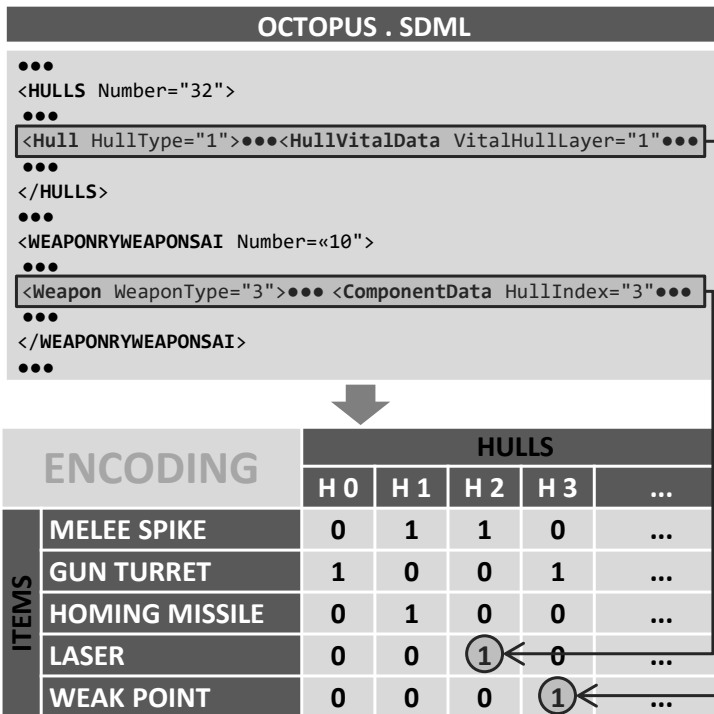 OCTOPUS . SDML
●●●
<HULLS Number="32">
●●●
<Hull HullType="1">●●●<HullVitalData VitalHullLayer="1"●●●
●●●
</HULLS>
●●●
<WEAPONRYWEAPONSAI Number=«10">
●●●
<Weapon WeaponType="3">●●● <ComponentData HullIndex="3"●●●
●●●
</WEAPONRYWEAPONSAI>
●●●
ENCODING
HULLS
H 0 H 1 H 2 H 3 ...
ITEMS
MELEE SPIKE 0 1 1 0 ...
GUN TURRET 1 0 0 1 ...
HOMING MISSILE 0 1 0 0 ...
LASER 0 0 1 0 ...
WEAK POINT 0 0 0 1 ...